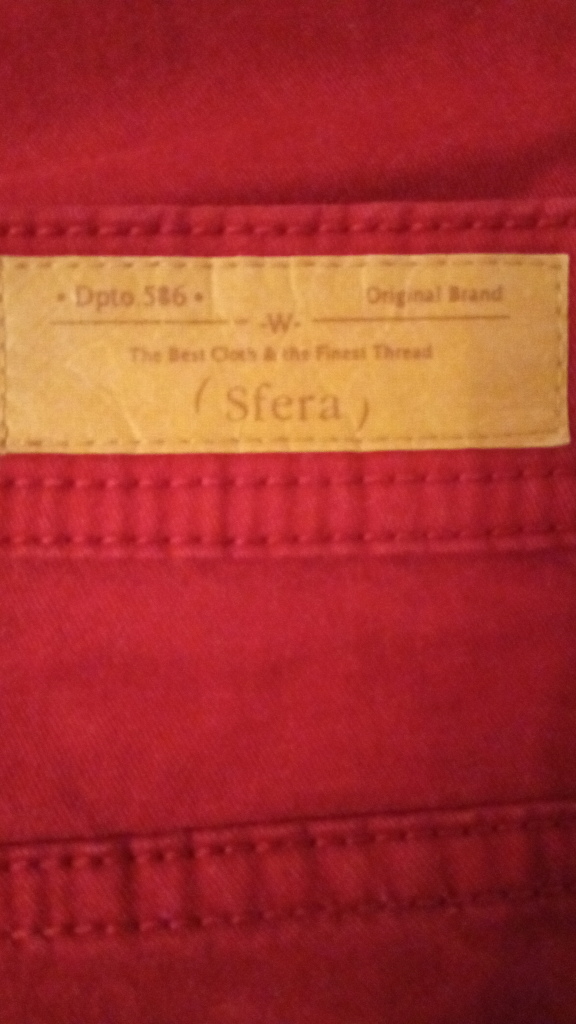 • Dpto 586 • Original Brand
-W-
The Best Cloth & the Finest Thread
( Sfera )